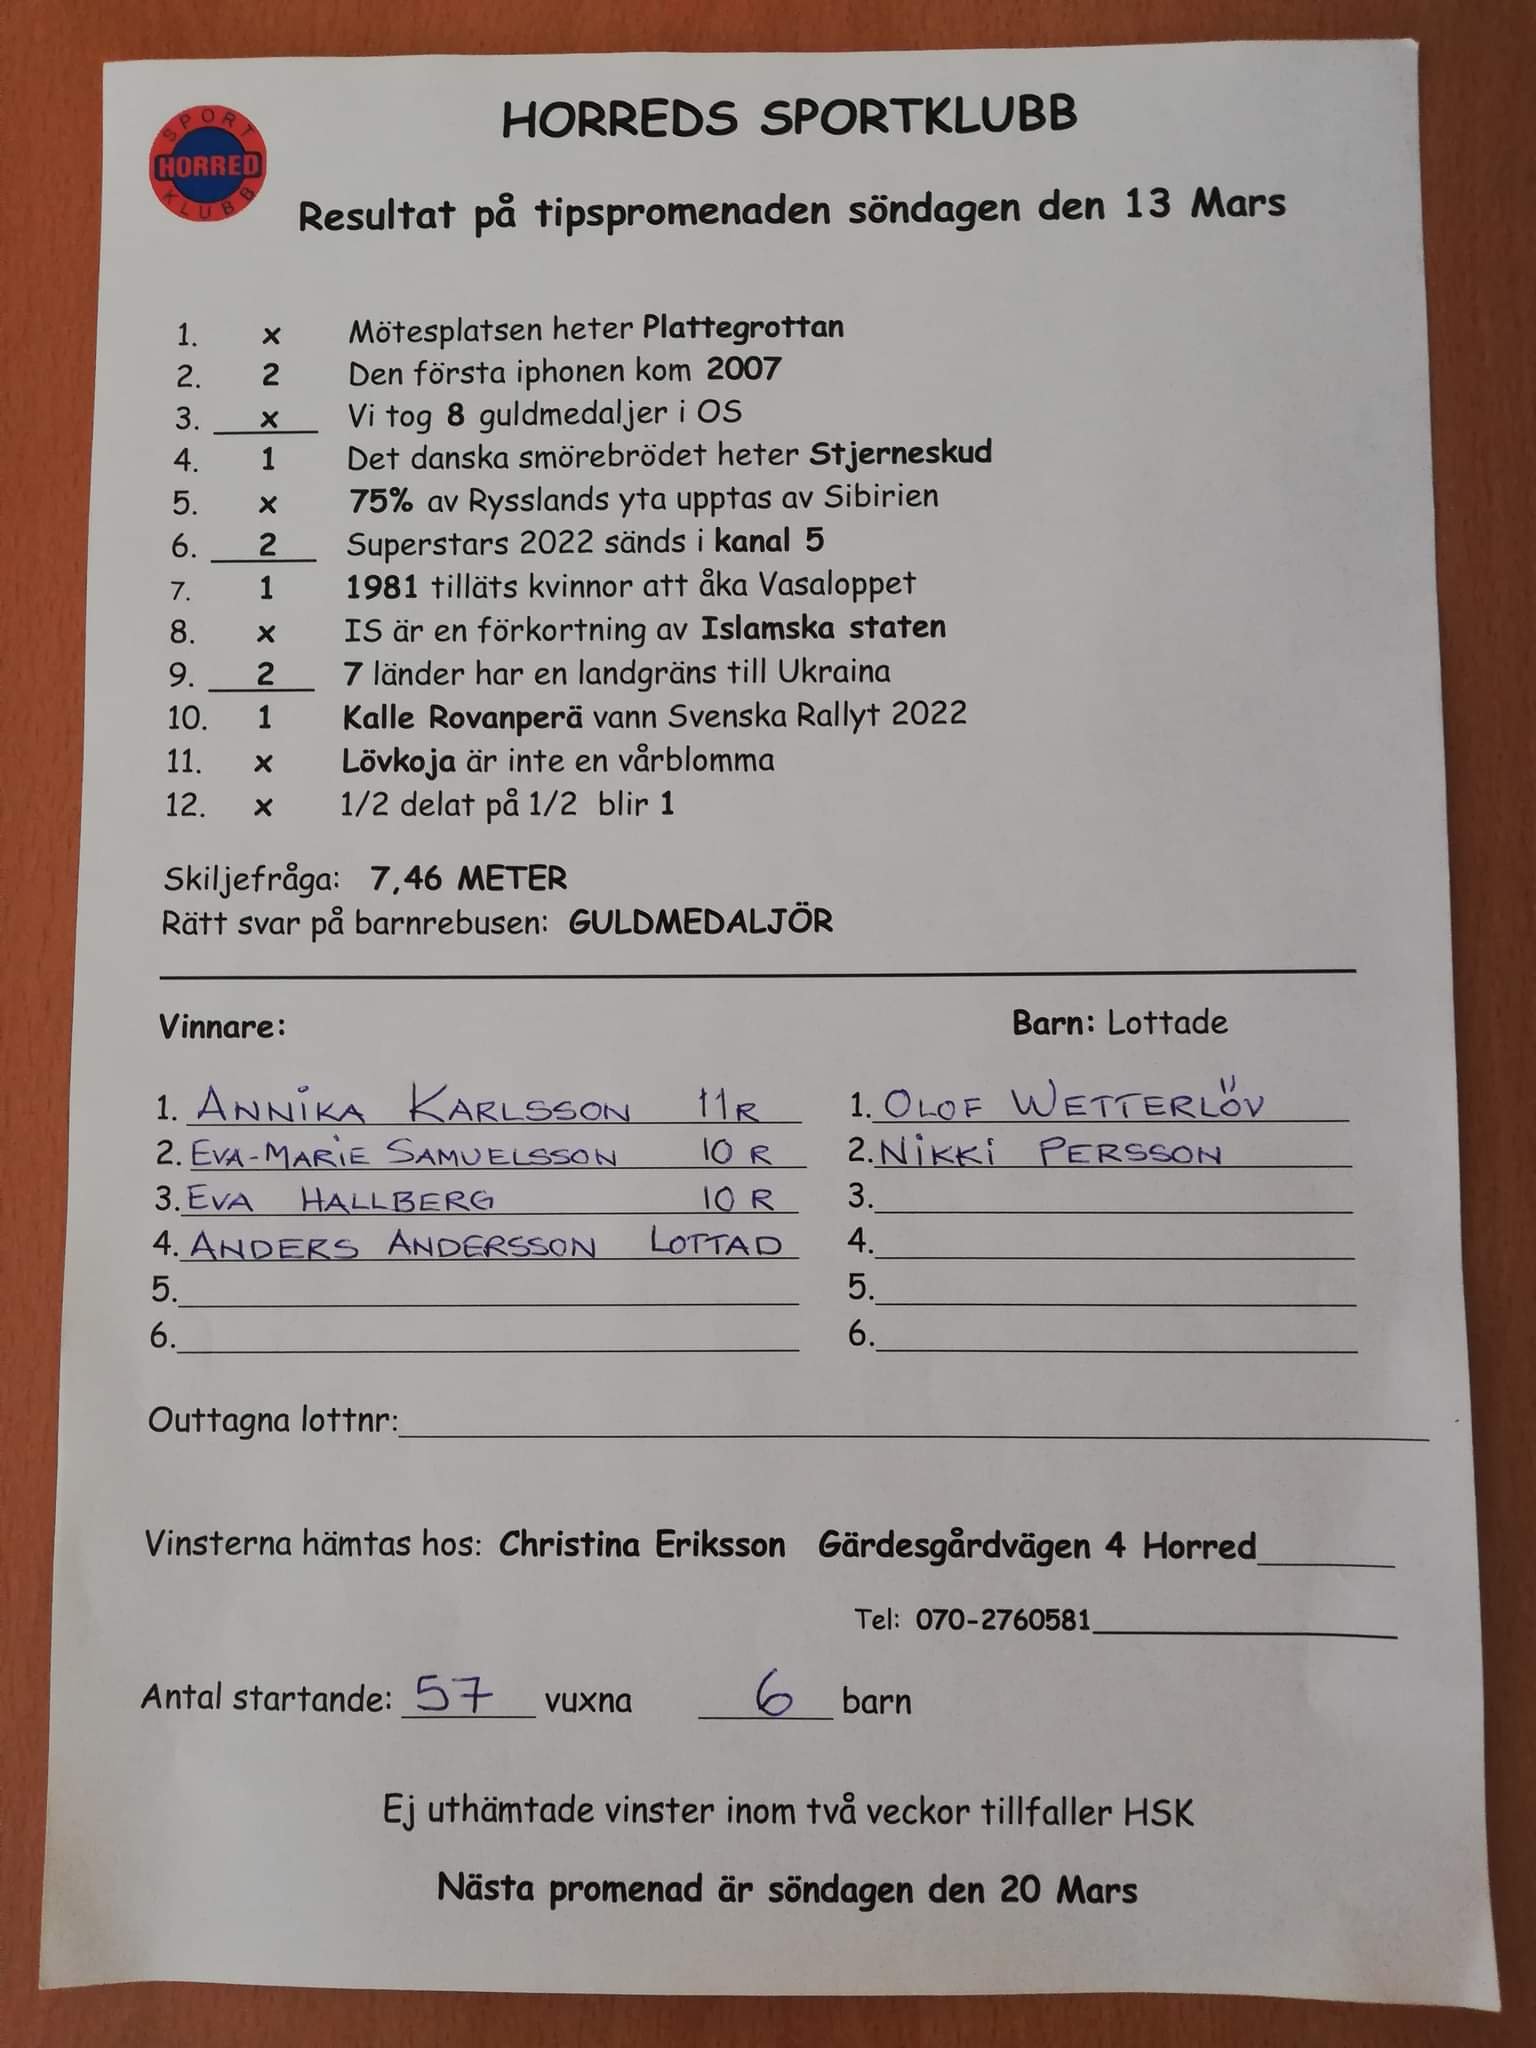 SPORT
HORRED
KLUBB
HORREDS SPORTKLUBB
Resultat på tipspromenaden söndagen den 13 Mars
1. x Mötesplatsen heter Plattegrottan
2. 2 Den första iphonen kom 2007
3. x Vi tog 8 guldmedaljer i OS
4. 1 Det danska smörebrödet heter Stjerneskud
5. x 75% av Rysslands yta upptas av Sibirien
6. 2 Superstars 2022 sänds i kanal 5
7. 1 1981 tilläts kvinnor att åka Vasaloppet
8. x IS är en förkortning av Islamska staten
9. 2 7 länder har en landgräns till Ukraina
10. 1 Kalle Rovanperä vann Svenska Rallyt 2022
11. x Lövkoja är inte en vårblomma
12. x 1/2 delat på 1/2 blir 1
Skiljefråga: 7,46 METER
Rätt svar på barnrebusen: GULDMEDALJÖR
Vinnare: Barn: Lottade
1. ANNIKA KARLSSON 11R 1. OLOF WETTERLÖV
2. EVA-MARIE SAMUELSSON 10 R 2. NIKKI PERSSON
3. EVA HALLBERG 10 R 3.
4. ANDERS ANDERSSON LOTTAD 4.
5. 5.
6. 6.
Outtagna lottnr:
Vinsterna hämtas hos: Christina Eriksson Gärdesgårdvägen 4 Horred
Tel: 070-2760581
Antal startande: 57 vuxna 6 barn
Ej uthämtade vinster inom två veckor tillfaller HSK
Nästa promenad är söndagen den 20 Mars